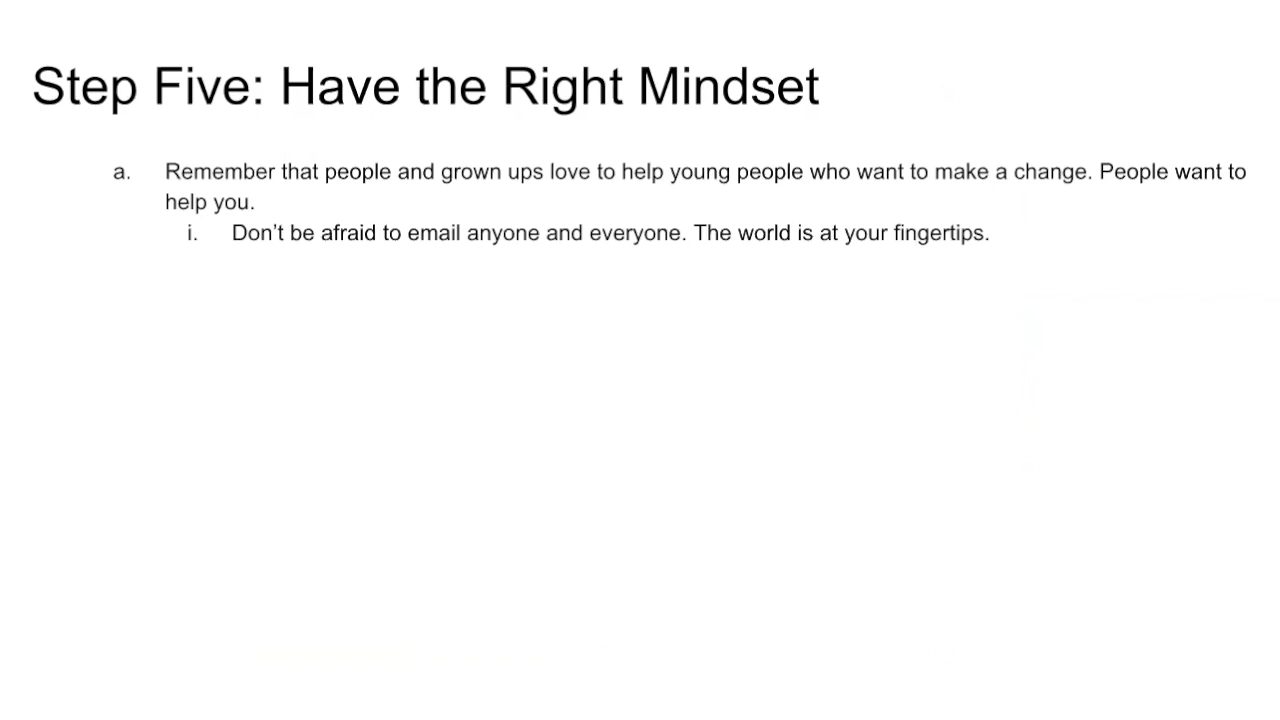 Step Five: Have the Right Mindset
a. Remember that people and grown ups love to help young people who want to make a change. People want to
help you.
i. Don’t be afraid to email anyone and everyone. The world is at your fingertips.